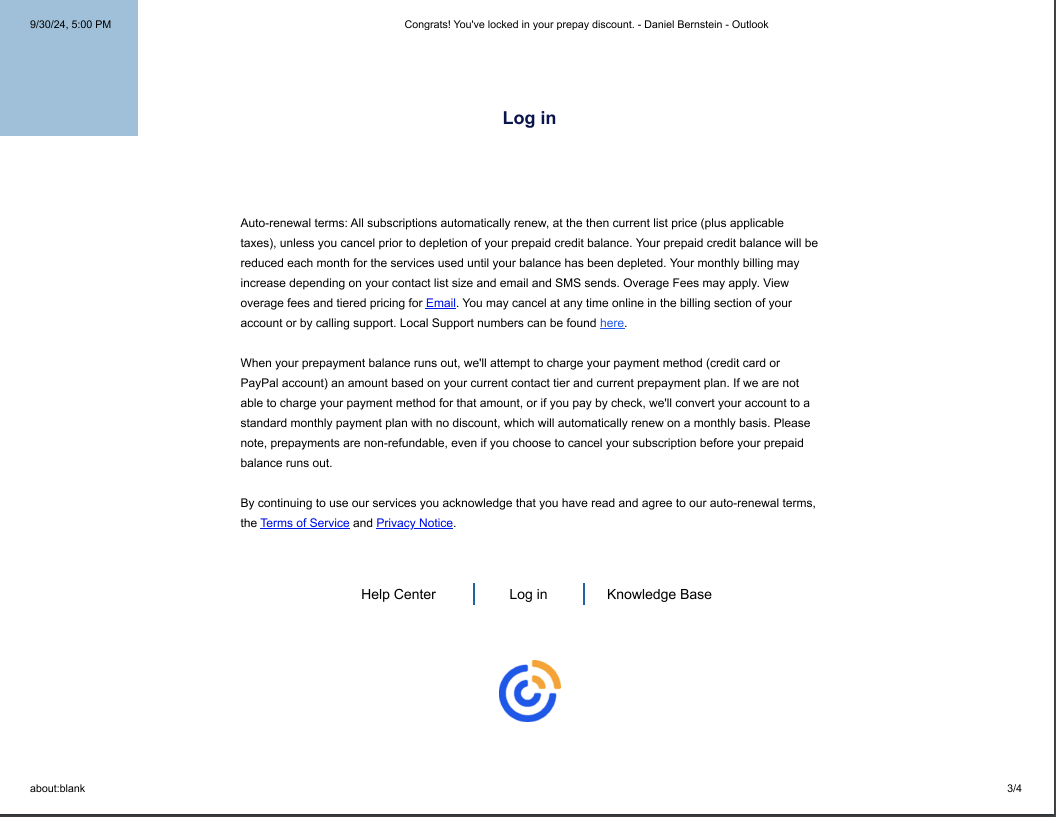 9/30/24, 5:00 PM
Congrats! You've locked in your prepay discount. - Daniel Bernstein - Outlook
Log in
Auto-renewal terms: All subscriptions automatically renew, at the then current list price (plus applicable
taxes), unless you cancel prior to depletion of your prepaid credit balance. Your prepaid credit balance will be
reduced each month for the services used until your balance has been depleted. Your monthly billing may
increase depending on your contact list size and email and SMS sends. Overage Fees may apply. View
overage fees and tiered pricing for Email. You may cancel at any time online in the billing section of your
account or by calling support. Local Support numbers can be found here.
When your prepayment balance runs out, we'll attempt to charge your payment method (credit card or
PayPal account) an amount based on your current contact tier and current prepayment plan. If we are not
able to charge your payment method for that amount, or if you pay by check, we'll convert your account to a
standard monthly payment plan with no discount, which will automatically renew on a monthly basis. Please
note, prepayments are non-refundable, even if you choose to cancel your subscription before your prepaid
balance runs out.
By continuing to use our services you acknowledge that you have read and agree to our auto-renewal terms,
the Terms of Service and Privacy Notice.
Help Center
Log in
Knowledge Base
about:blank
3/4